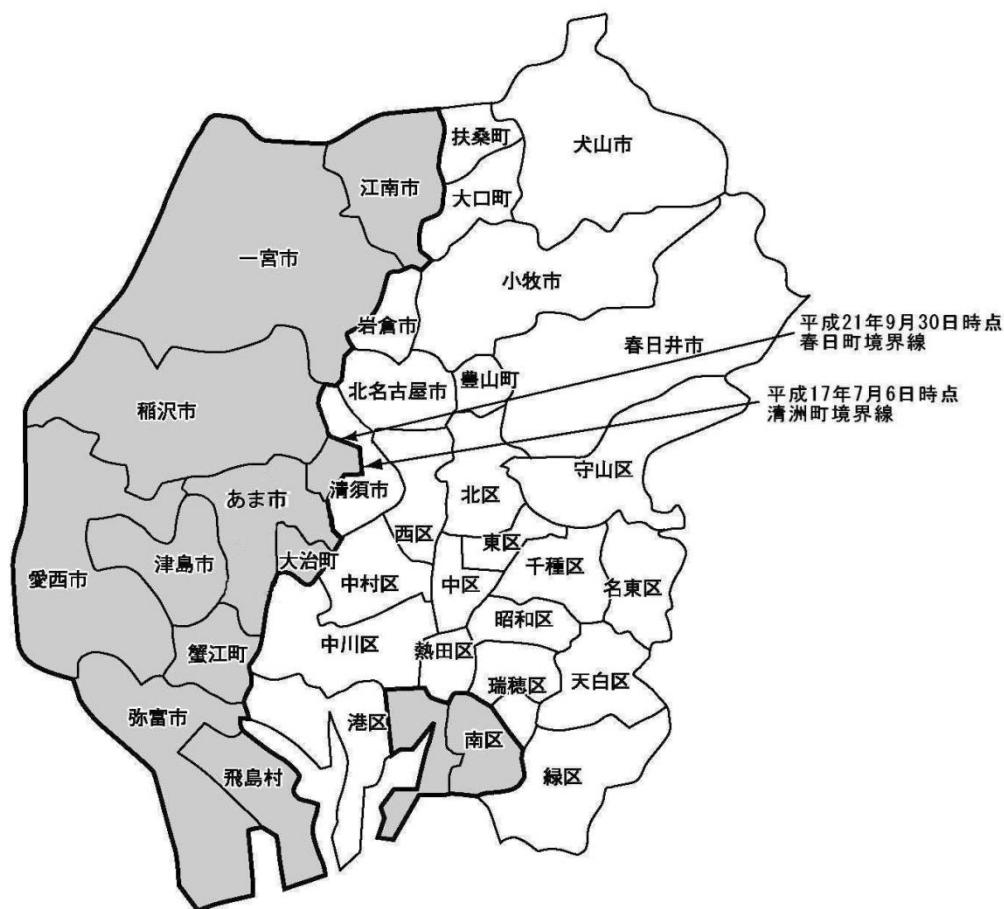 扶桑町
犬山市
江南市
大口町
一宮市
小牧市
岩倉市
平成21年9月30日時点
春日町境界線
春日井市
北名古屋市
豊山町
平成17年7月6日時点
清洲町境界線
稲沢市
守山区
清須市
北区
あま市
西区
東区
大治町
千種区
津島市
愛西市
中村区
中区
名東区
昭和区
中川区
熱田区
蟹江町
瑞穂区
天白区
弥富市
港区
南区
飛島村
緑区